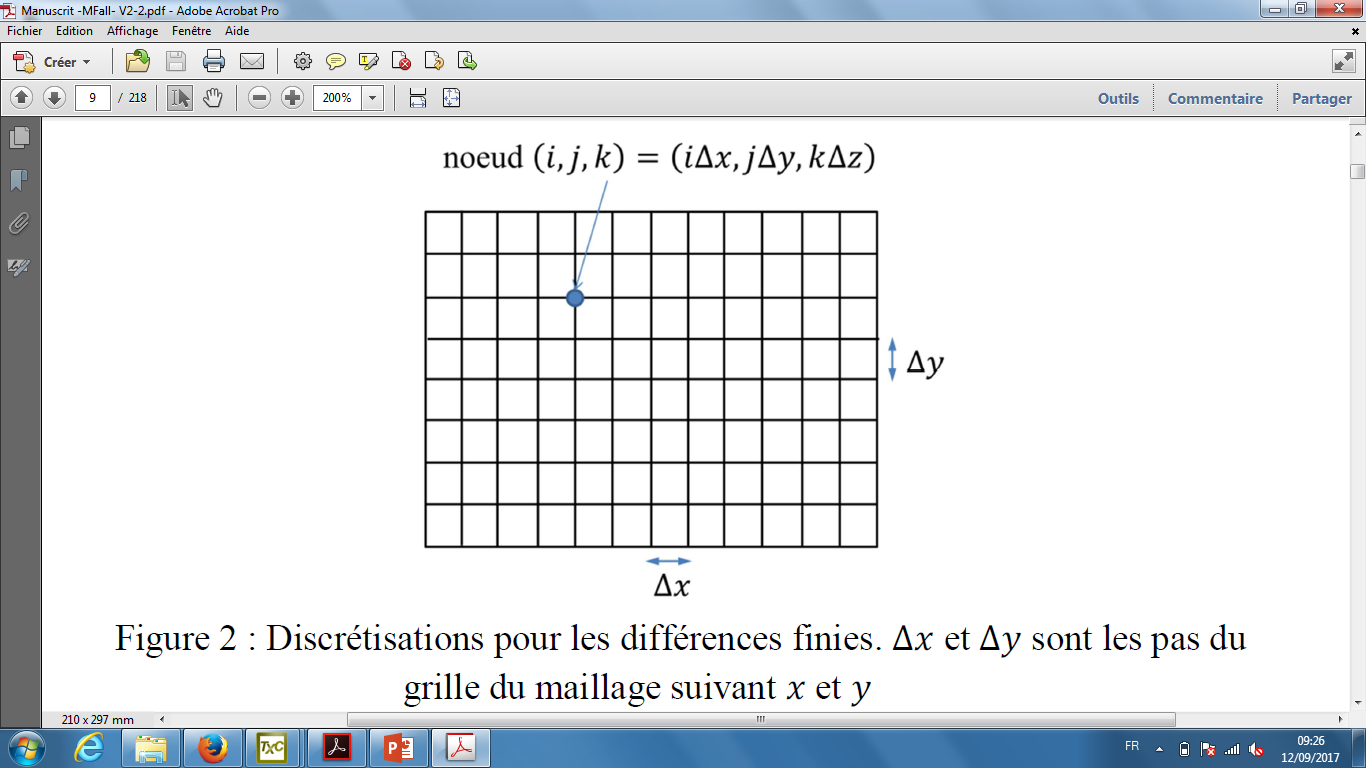 Manuscrit -MFall- V2-2.pdf - Adobe Acrobat Pro
Fichier Edition Affichage Fenêtre Aide
Créer
9 / 218 200% Outils Commentaire Partager
noeud (i, j, k) = (iΔx, jΔy, kΔz)
Δy
Δx
Figure 2 : Discrétisations pour les différences finies. Δx et Δy sont les pas du
grille du maillage suivant x et y
210 x 297 mm
TXC
FR 09:26
12/09/2017